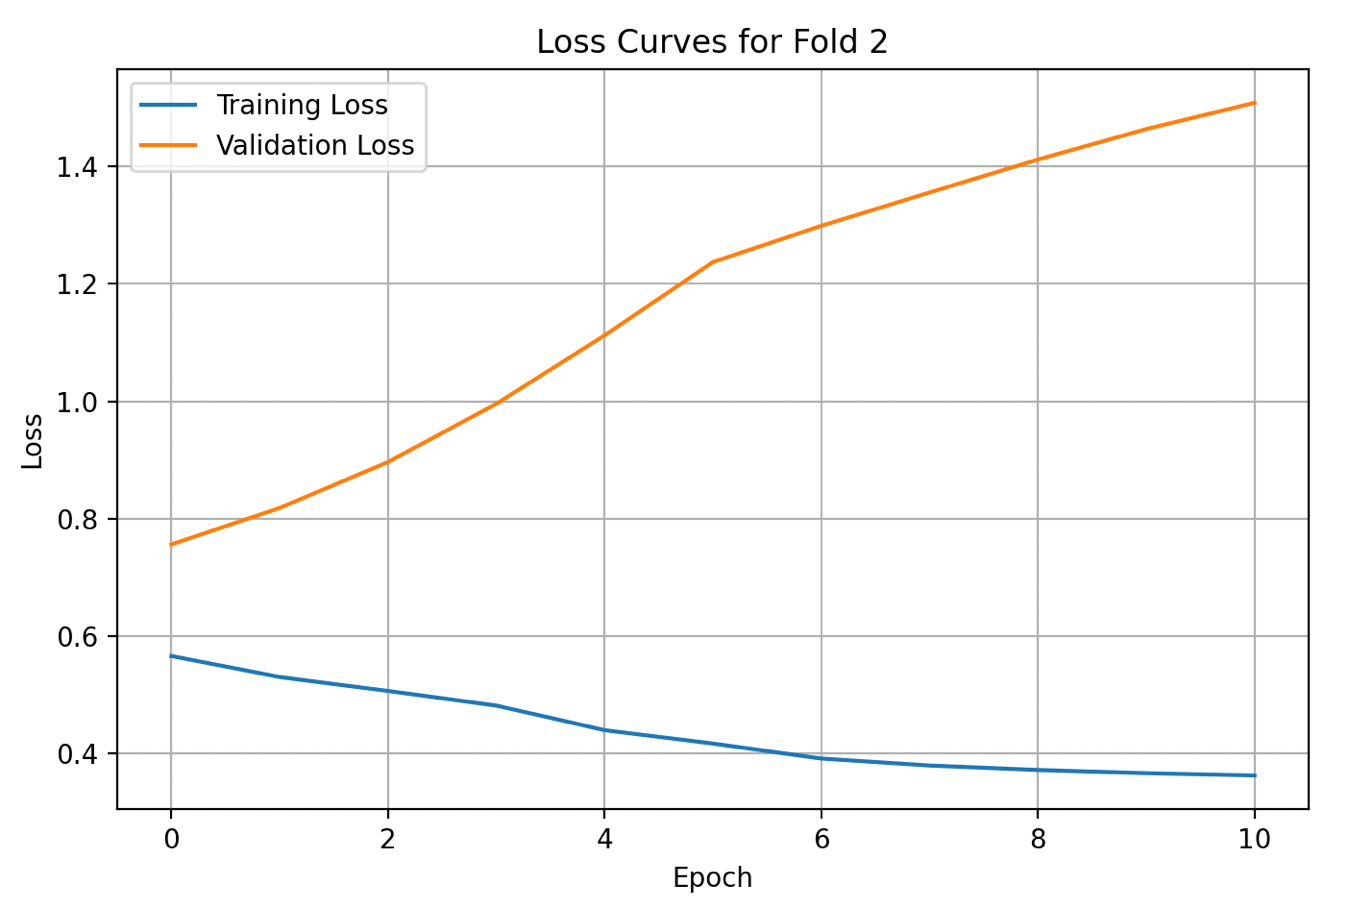 Loss Curves for Fold 2
Training Loss
Validation Loss
1.4
1.2
1.0
0.8
0.6
0.4
Loss
0 2 4 6 8 10
Epoch